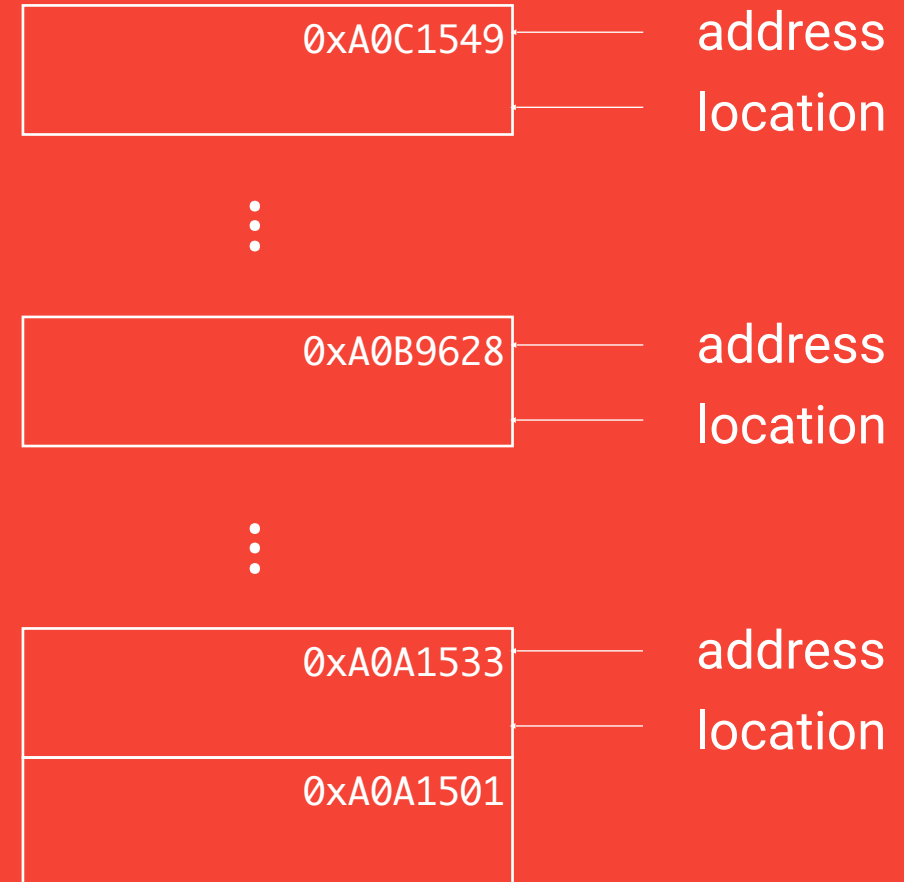 0xA0C1549 address
location
0xA0B9628 address
location
0xA0A1533 address
location
0xA0A1501